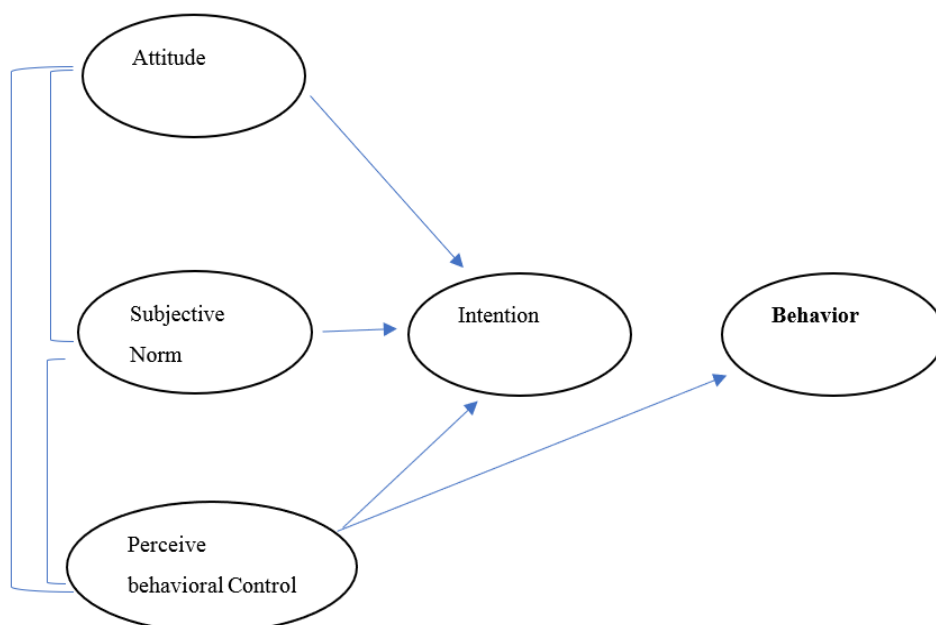 Attitude
Subjective
Norm
Intention
Behavior
Perceive
behavioral Control